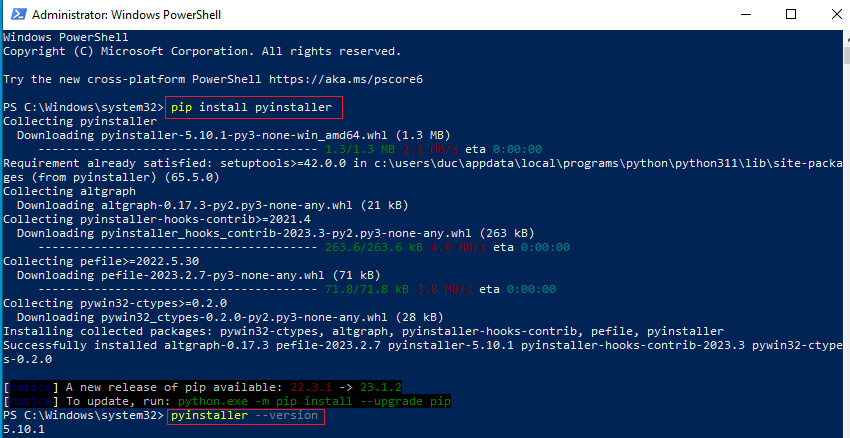 Administrator: Windows PowerShell
Windows PowerShell
Copyright (C) Microsoft Corporation. All rights reserved.
Try the new cross-platform PowerShell https://aka.ms/pscore6
PS C:\Windows\system32> pip install pyinstaller
Collecting pyinstaller
  Downloading pyinstaller-5.10.1-py3-none-win_amd64.whl (1.3 MB)
     ---------------------------------------- 1.3/1.3 MB 2.2 MB/s eta 0:00:00
Requirement already satisfied: setuptools>=42.0.0 in c:\users\duc\appdata\local\programs\python\python311\lib\site-packa
ges (from pyinstaller) (65.5.0)
Collecting altgraph
  Downloading altgraph-0.17.3-py2.py3-none-any.whl (21 kB)
Collecting pyinstaller-hooks-contrib>=2021.4
  Downloading pyinstaller_hooks_contrib-2023.3-py2.py3-none-any.whl (263 kB)
     ---------------------------------------- 263.6/263.6 kB 4.0 MB/s eta 0:00:00
Collecting pefile>=2022.5.30
  Downloading pefile-2023.2.7-py3-none-any.whl (71 kB)
     ---------------------------------------- 71.8/71.8 kB 3.8 MB/s eta 0:00:00
Collecting pywin32-ctypes>=0.2.0
  Downloading pywin32_ctypes-0.2.0-py2.py3-none-any.whl (28 kB)
Installing collected packages: pywin32-ctypes, altgraph, pyinstaller-hooks-contrib, pefile, pyinstaller
Successfully installed altgraph-0.17.3 pefile-2023.2.7 pyinstaller-5.10.1 pyinstaller-hooks-contrib-2023.3 pywin32-ctype
s-0.2.0
[notice] A new release of pip available: 22.3.1 -> 23.1.2
[notice] To update, run: python.exe -m pip install --upgrade pip
PS C:\Windows\system32> pyinstaller --version
5.10.1